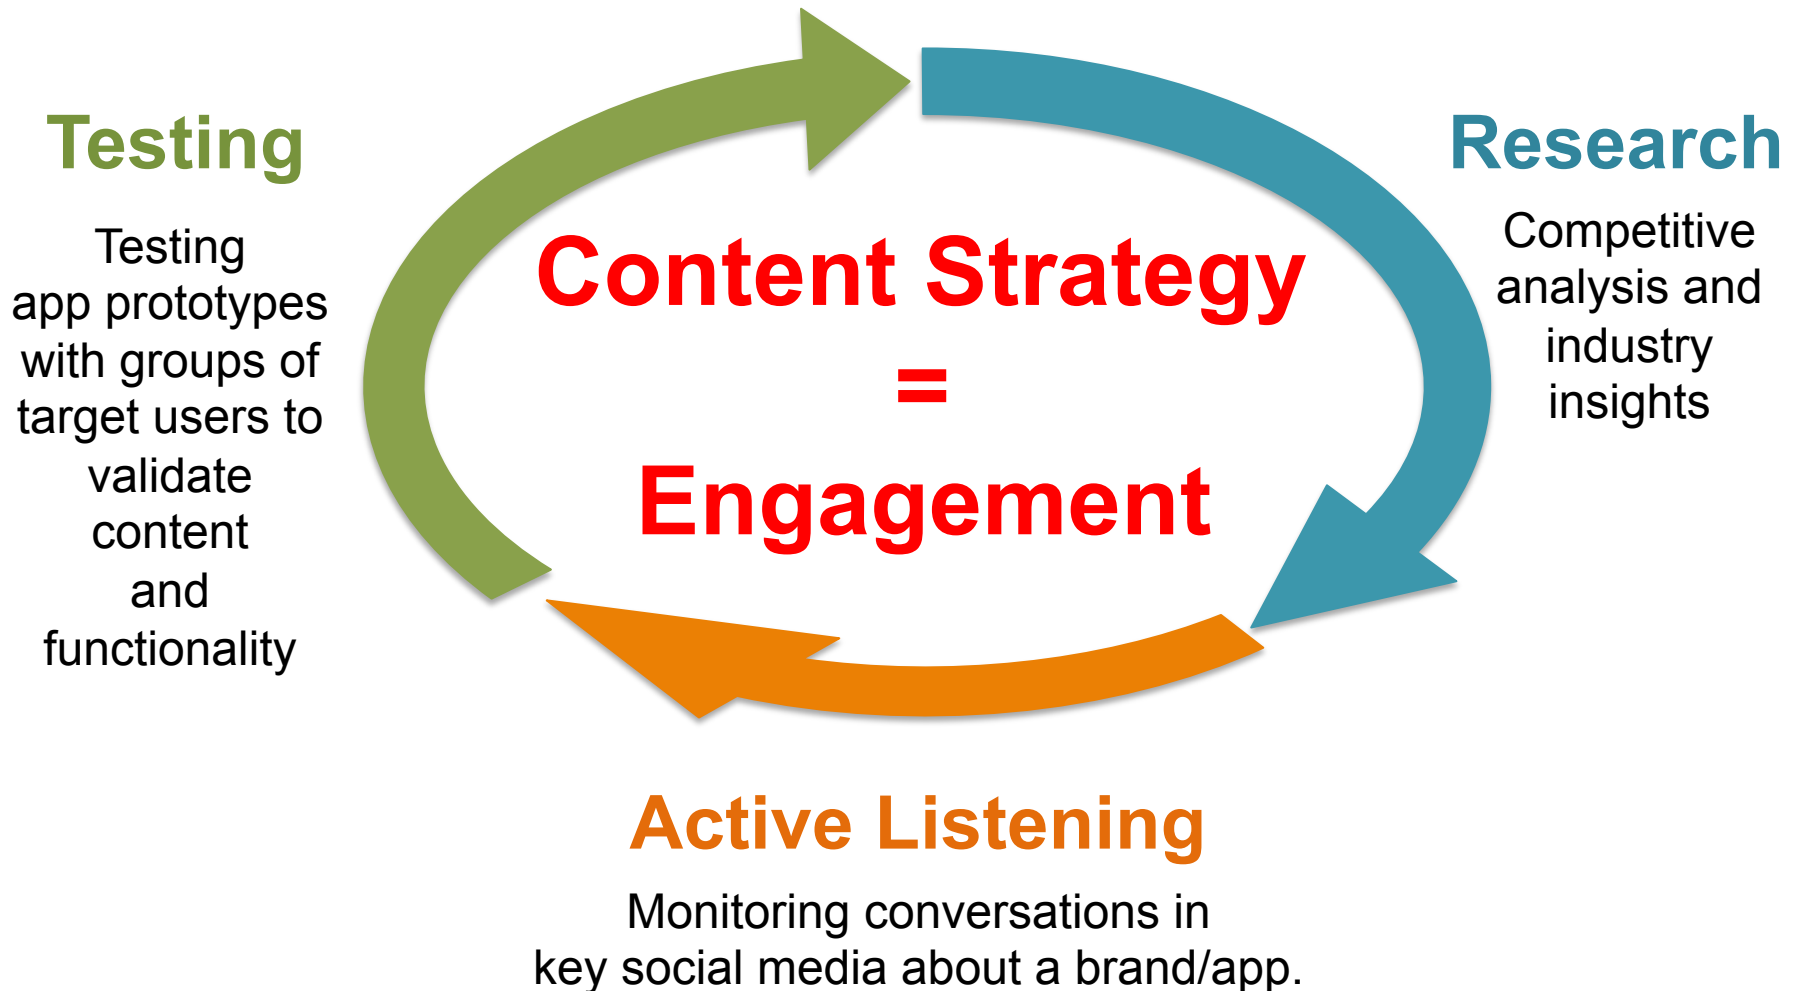 Testing
Testing
app prototypes
with groups of
target users to
validate
content
and
functionality
Content Strategy
=
Engagement
Research
Competitive
analysis and
industry
insights
Active Listening
Monitoring conversations in
key social media about a brand/app.